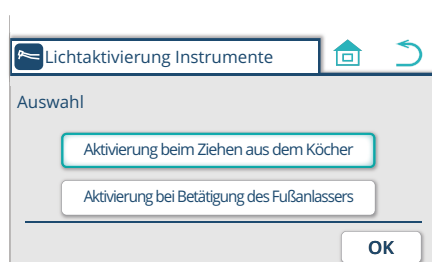 Lichtaktivierung Instrumente
Auswahl
Aktivierung beim Ziehen aus dem Köcher
Aktivierung bei Betätigung des Fußanlassers
OK